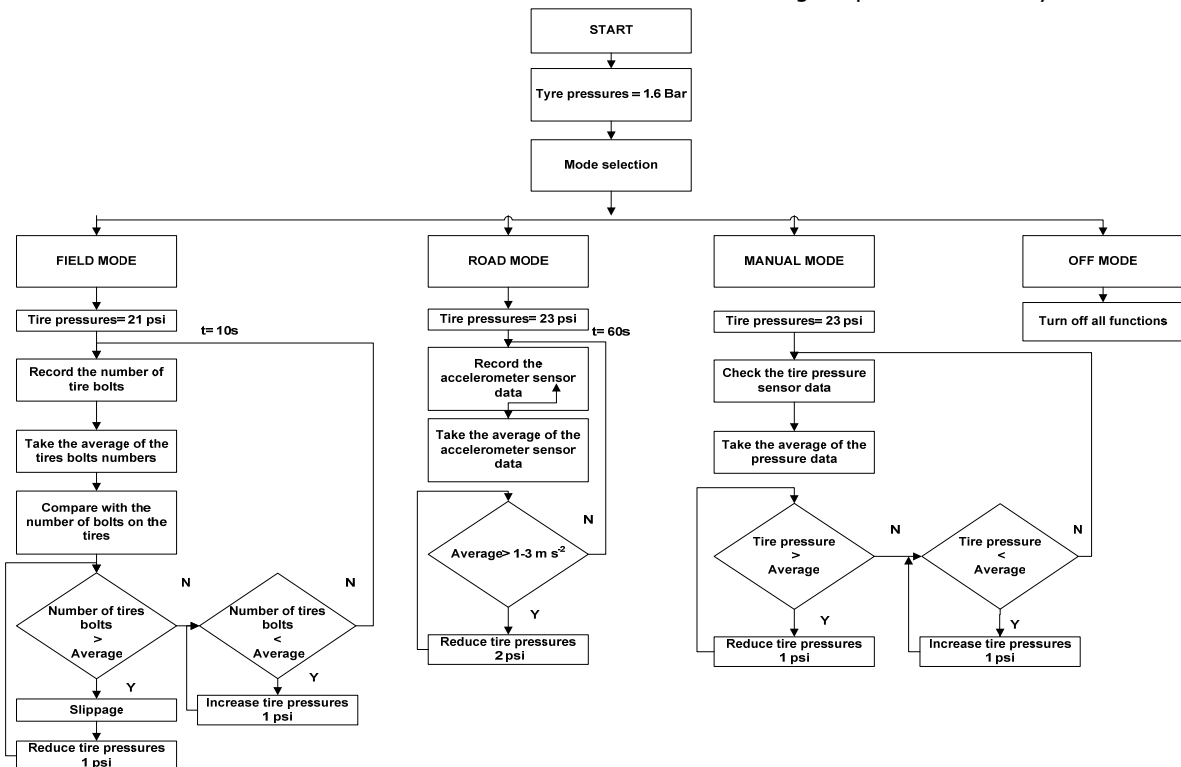 START
Tyre pressures = 1.6 Bar
Mode selection
FIELD MODE
Tire pressures= 21 psi
t= 10s
Record the number of
tire bolts
Take the average of the
tires bolts numbers
Compare with the
number of bolts on the
tires
Number of tires
bolts
>
Average
N
Y
Slippage
Reduce tire pressures
1 psi
Number of tires
bolts
<
Average
N
Y
Increase tire pressures
1 psi
ROAD MODE
Tire pressures= 23 psi
t= 60s
Record the
accelerometer sensor
data
Take the average of the
accelerometer sensor
data
Average> 1-3 m s-2
N
Y
Reduce tire pressures
2 psi
MANUAL MODE
Tire pressures= 23 psi
Check the tire pressure
sensor data
Take the average of the
pressure data
Tire pressure
>
Average
N
Y
Reduce tire pressures
1 psi
Tire pressure
<
Average
N
Y
Increase tire pressures
1 psi
OFF MODE
Turn off all functions